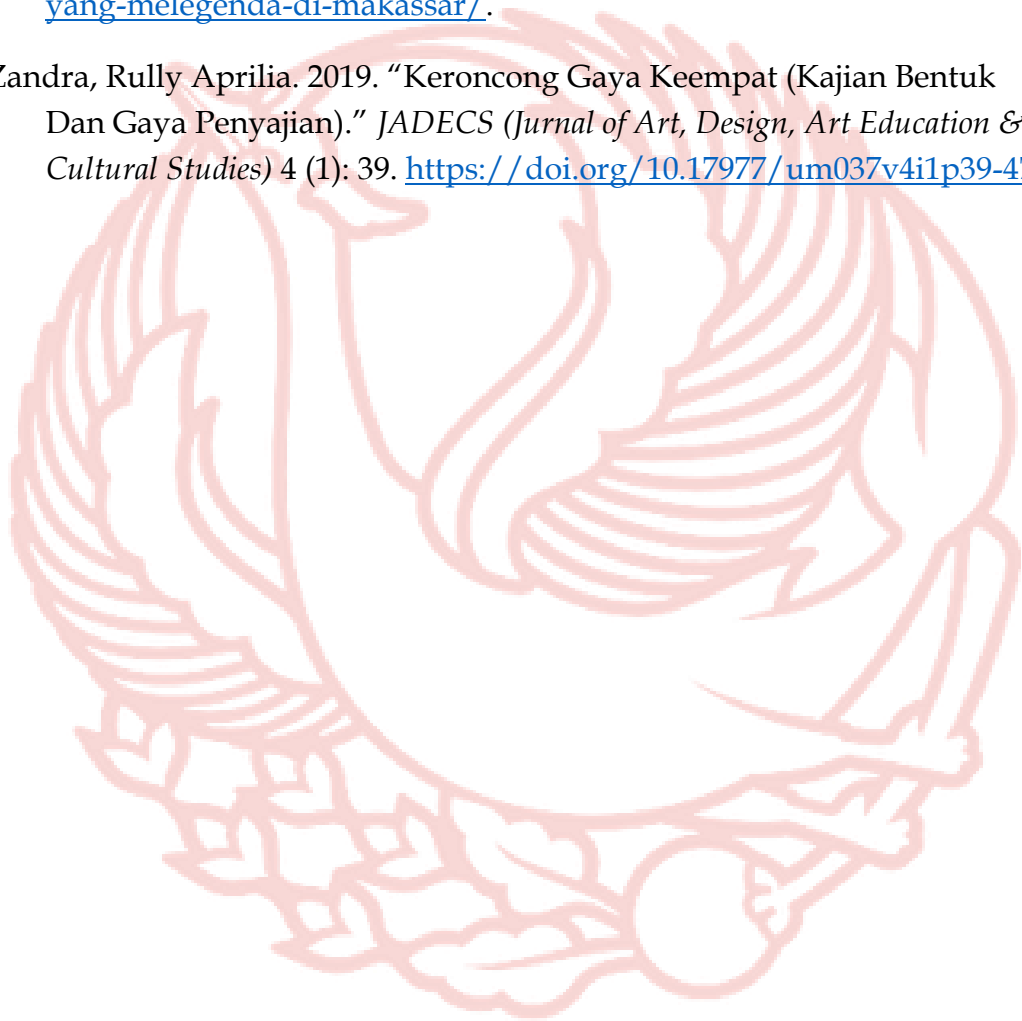 yang-melegenda-di-makassar/.
Zandra, Rully Aprilia. 2019. “Keroncong Gaya Keempat (Kajian Bentuk
Dan Gaya Penyajian).” JADECS (Jurnal of Art, Design, Art Education &
Cultural Studies) 4 (1): 39. https://doi.org/10.17977/um037v4i1p39-4